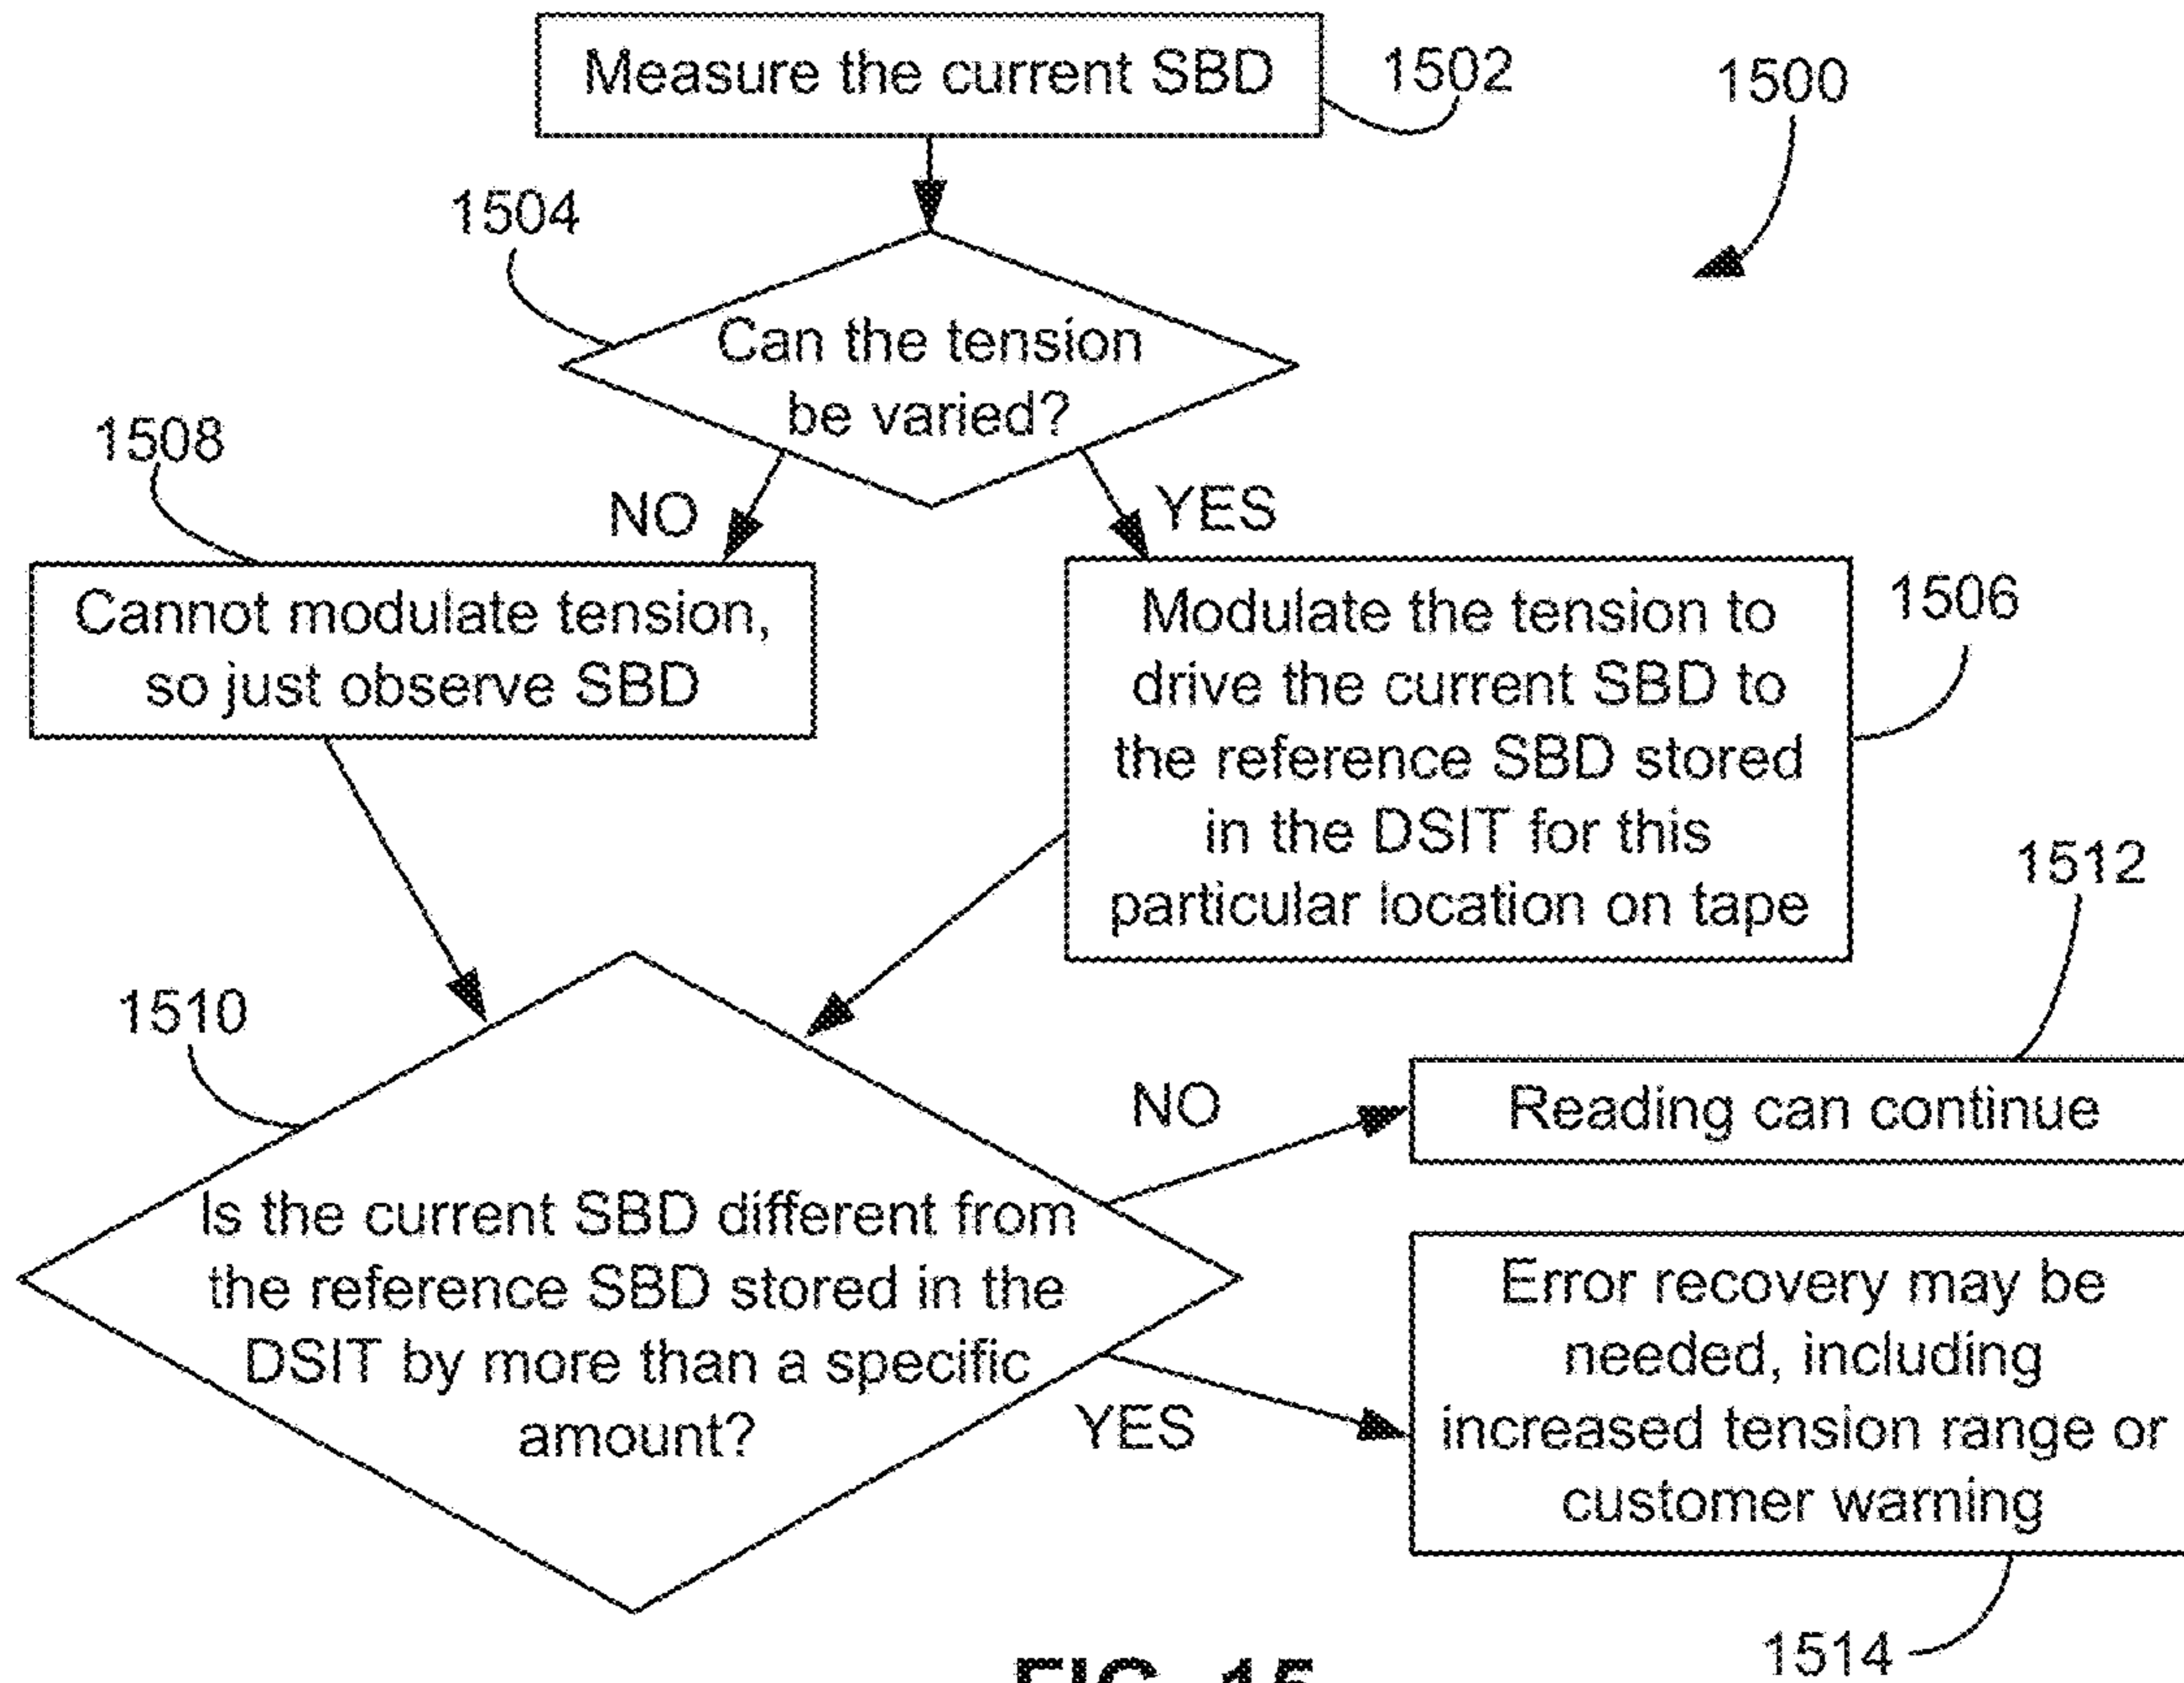 Measure the current SBD
1502
1500
1504
Can the tension
be varied?
1508
NO
YES
Cannot modulate tension,
so just observe SBD
Modulate the tension to
drive the current SBD to
the reference SBD stored
in the DSIT for this
particular location on tape
1506
1512
1510
NO
Reading can continue
Is the current SBD different from
the reference SBD stored in the
DSIT by more than a specific
amount?
YES
Error recovery may be
needed, including
increased tension range or
customer warning
1514
FIG. 15